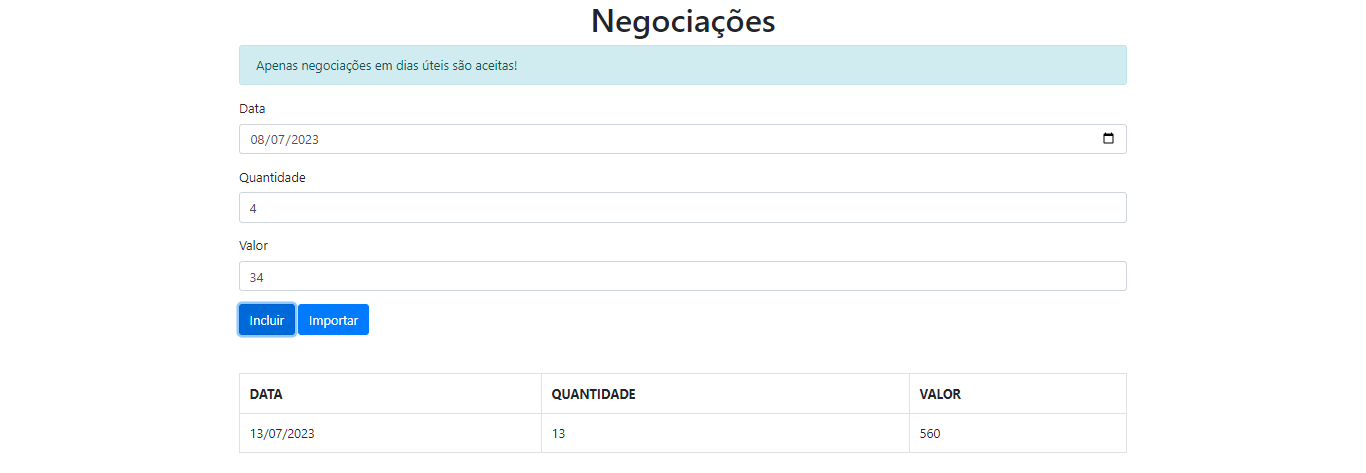 Negociações
Apenas negociações em dias úteis são aceitas!
Data
08/07/2023
Quantidade
4
Valor
34
Incluir Importar
DATA QUANTIDADE VALOR
13/07/2023 13 560